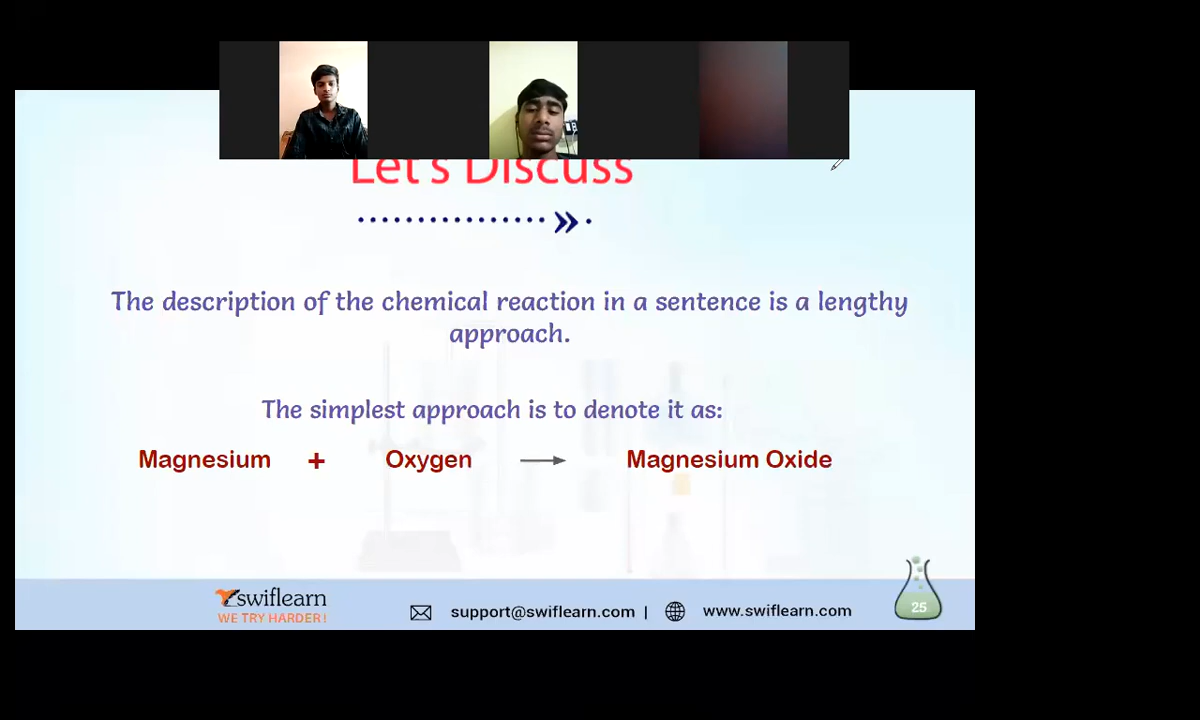 Let's Discuss
The description of the chemical reaction in a sentence is a lengthy
approach.
The simplest approach is to denote it as:
Magnesium + Oxygen → Magnesium Oxide
swiflearn
WE TRY HARDER!
support@swiflearn.com | www.swiflearn.com
25